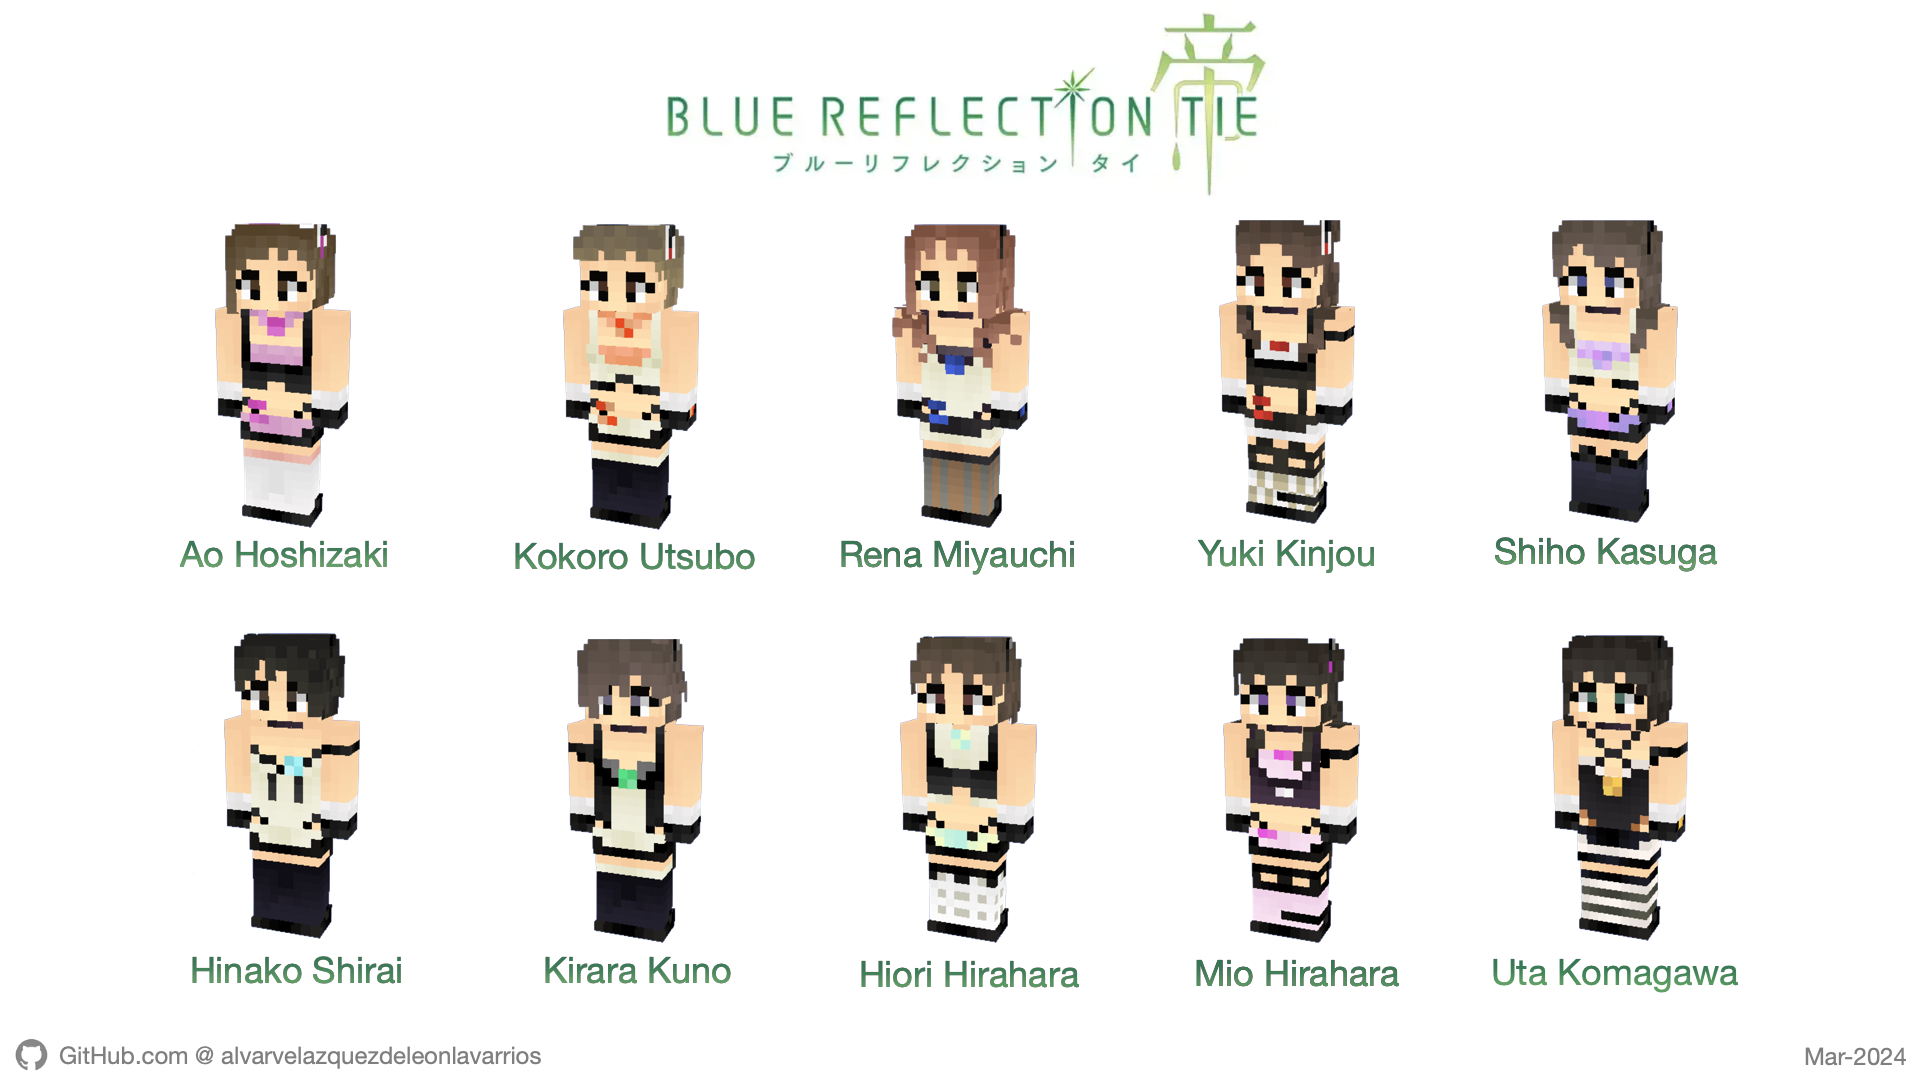 帝
BLUE REFLECTION TIE
ブルーリフレクション タイ
Ao Hoshizaki
Kokoro Utsubo
Rena Miyauchi
Yuki Kinjou
Shiho Kasuga
Hinako Shirai
Kirara Kuno
Hiori Hirahara
Mio Hirahara
Uta Komagawa
GitHub.com @ alvarvelazquezdeleonlavarrios
Mar-2024